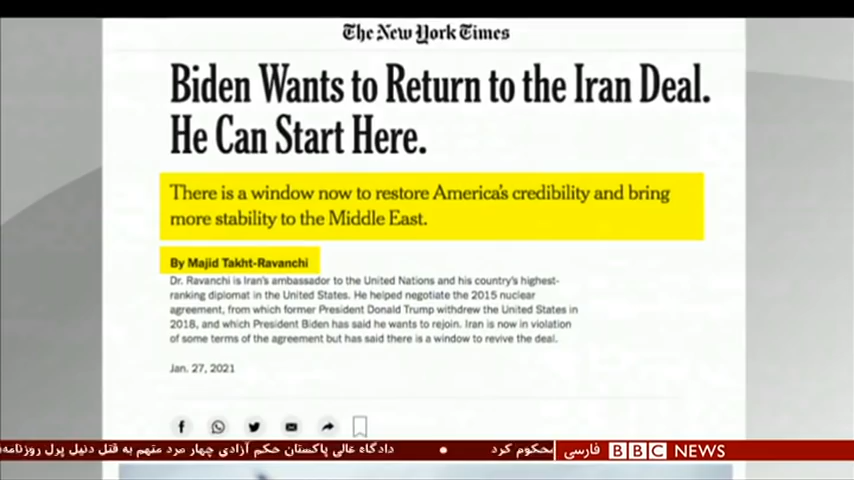 The New York Times
Biden Wants to Return to the Iran Deal.
He Can Start Here.
There is a window now to restore America's credibility and bring
more stability to the Middle East.
By Majid Takht-Ravanchi
Dr. Ravanchi is Iran's ambassador to the United Nations and his country's highest-
ranking diplomat in the United States. He helped negotiate the 2015 nuclear
agreement, from which former President Donald Trump withdrew the United States in
2018, and which President Biden has said he wants to rejoin. Iran is now in violation
of some terms of the agreement but has said there is a window to revive the deal.
Jan. 27, 2021
محکوم کرد • دادگاه عالی پاکستان حکم آزادی چهار مرد متهم به قتل دنیل پرل روزنامه
BBC NEWS فارسی